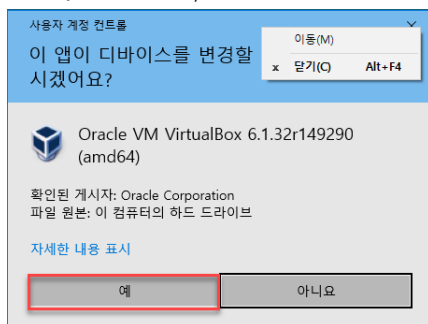 사용자 계정 컨트롤
이 앱이 디바이스를 변경할
시겠어요?
이동(M)
x 닫기(C) Alt+F4
Oracle VM VirtualBox 6.1.32r149290
(amd64)
확인된 게시자: Oracle Corporation
파일 원본: 이 컴퓨터의 하드 드라이브
자세한 내용 표시
예
아니요